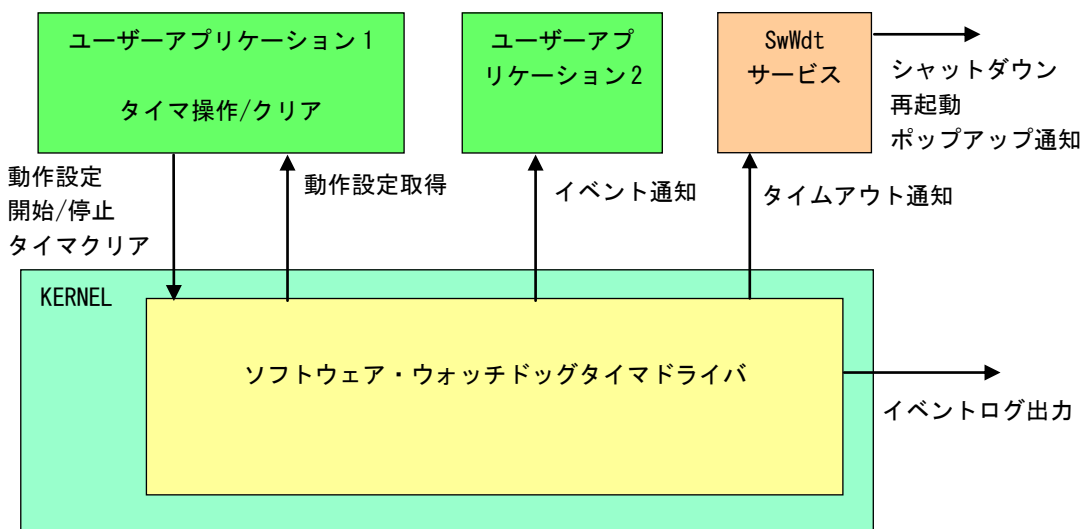 ユーザーアプリケーション1
タイマ操作/クリア
ユーザーアプ
リケーション2
SwWdt
サービス
シャットダウン
再起動
ポップアップ通知
動作設定
開始/停止
タイマクリア
動作設定取得
イベント通知
タイムアウト通知
KERNEL
ソフトウェア・ウォッチドッグタイマドライバ
イベントログ出力